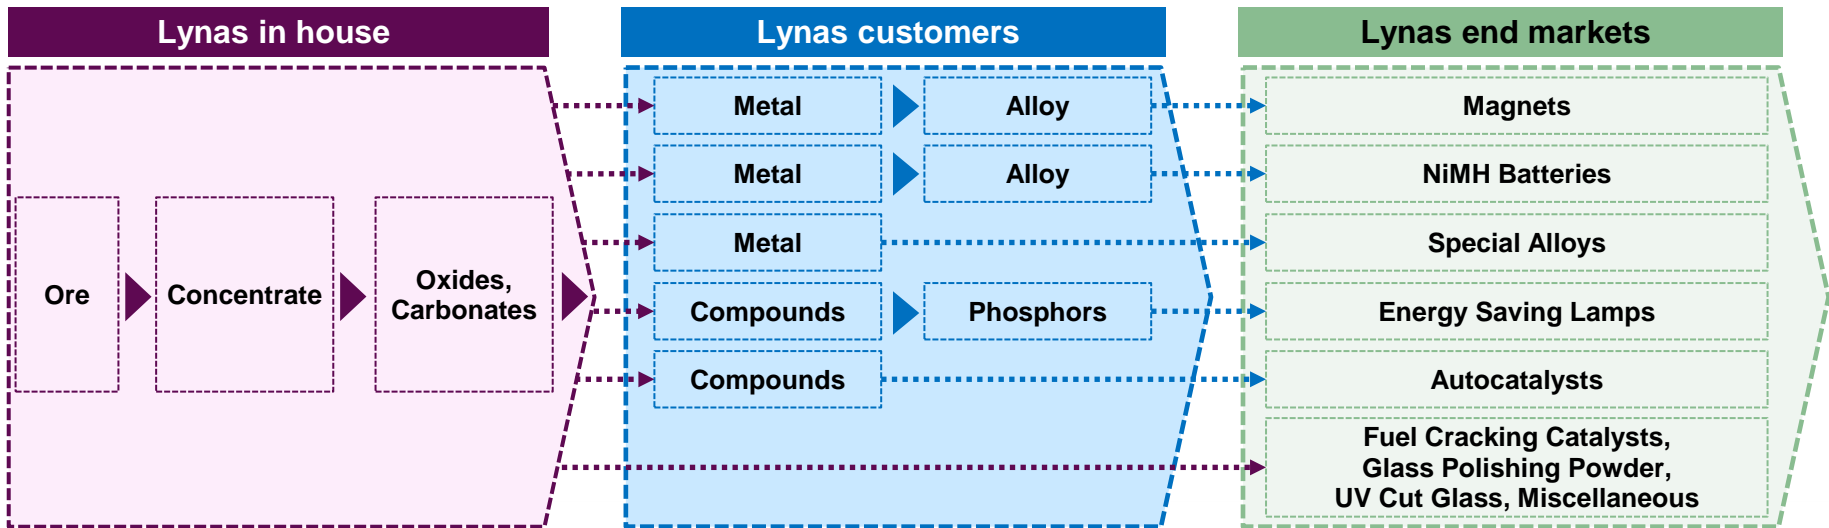 Lynas in house
Lynas customers
Lynas end markets
Ore
Concentrate
Oxides,
Carbonates
Metal
Alloy
Magnets
Metal
Alloy
NiMH Batteries
Metal
Special Alloys
Compounds
Phosphors
Energy Saving Lamps
Compounds
Autocatalysts
Fuel Cracking Catalysts,
Glass Polishing Powder,
UV Cut Glass, Miscellaneous